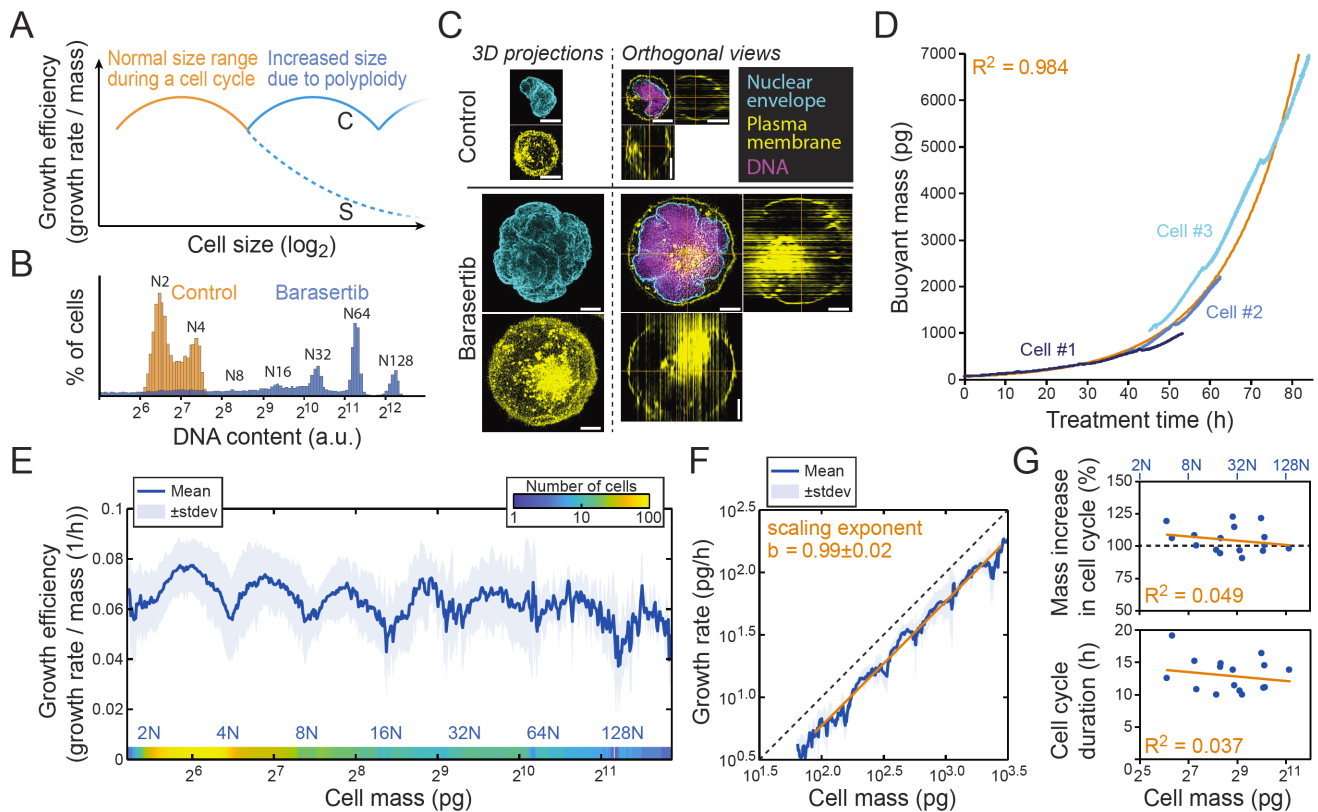 A
Growth efficiency
(growth rate / mass)
Normal size range
during a cell cycle
Increased size
due to polyploidy
C
S
Cell size (log2)
B
% of cells
N2
Control
N4
N8
N16
Barasertib
N32
N64
N128
2^6 2^7 2^8 2^9 2^10 2^11 2^12
DNA content (a.u.)
C
3D projections
Orthogonal views
Control
Nuclear
envelope
Plasma
membrane
DNA
Barasertib
D
R² = 0.984
Buoyant mass (pg)
7000
6000
5000
4000
3000
2000
1000
0
Cell #3
Cell #2
Cell #1
0 10 20 30 40 50 60 70 80
Treatment time (h)
E
Mean
±stdev
Number of cells
1 10 100
Growth efficiency
(growth rate / mass (1/h))
0.1
0.08
0.06
0.04
0.02
0
2N 4N 8N 16N 32N 64N 128N
2^6 2^7 2^8 2^9 2^10 2^11
Cell mass (pg)
F
Mean
±stdev
scaling exponent
b = 0.99±0.02
Growth rate (pg/h)
10^2.5
10^2.0
10^1.5
10^1.0
10^0.5
10^1.5 10^2.0 10^2.5 10^3.0 10^3.5
Cell mass (pg)
G
2N 8N 32N 128N
Mass increase
in cell cycle (%)
150
125
100
75
50
R² = 0.049
Cell cycle
duration (h)
20
15
10
5
0
R² = 0.037
2^5 2^7 2^9 2^11
Cell mass (pg)